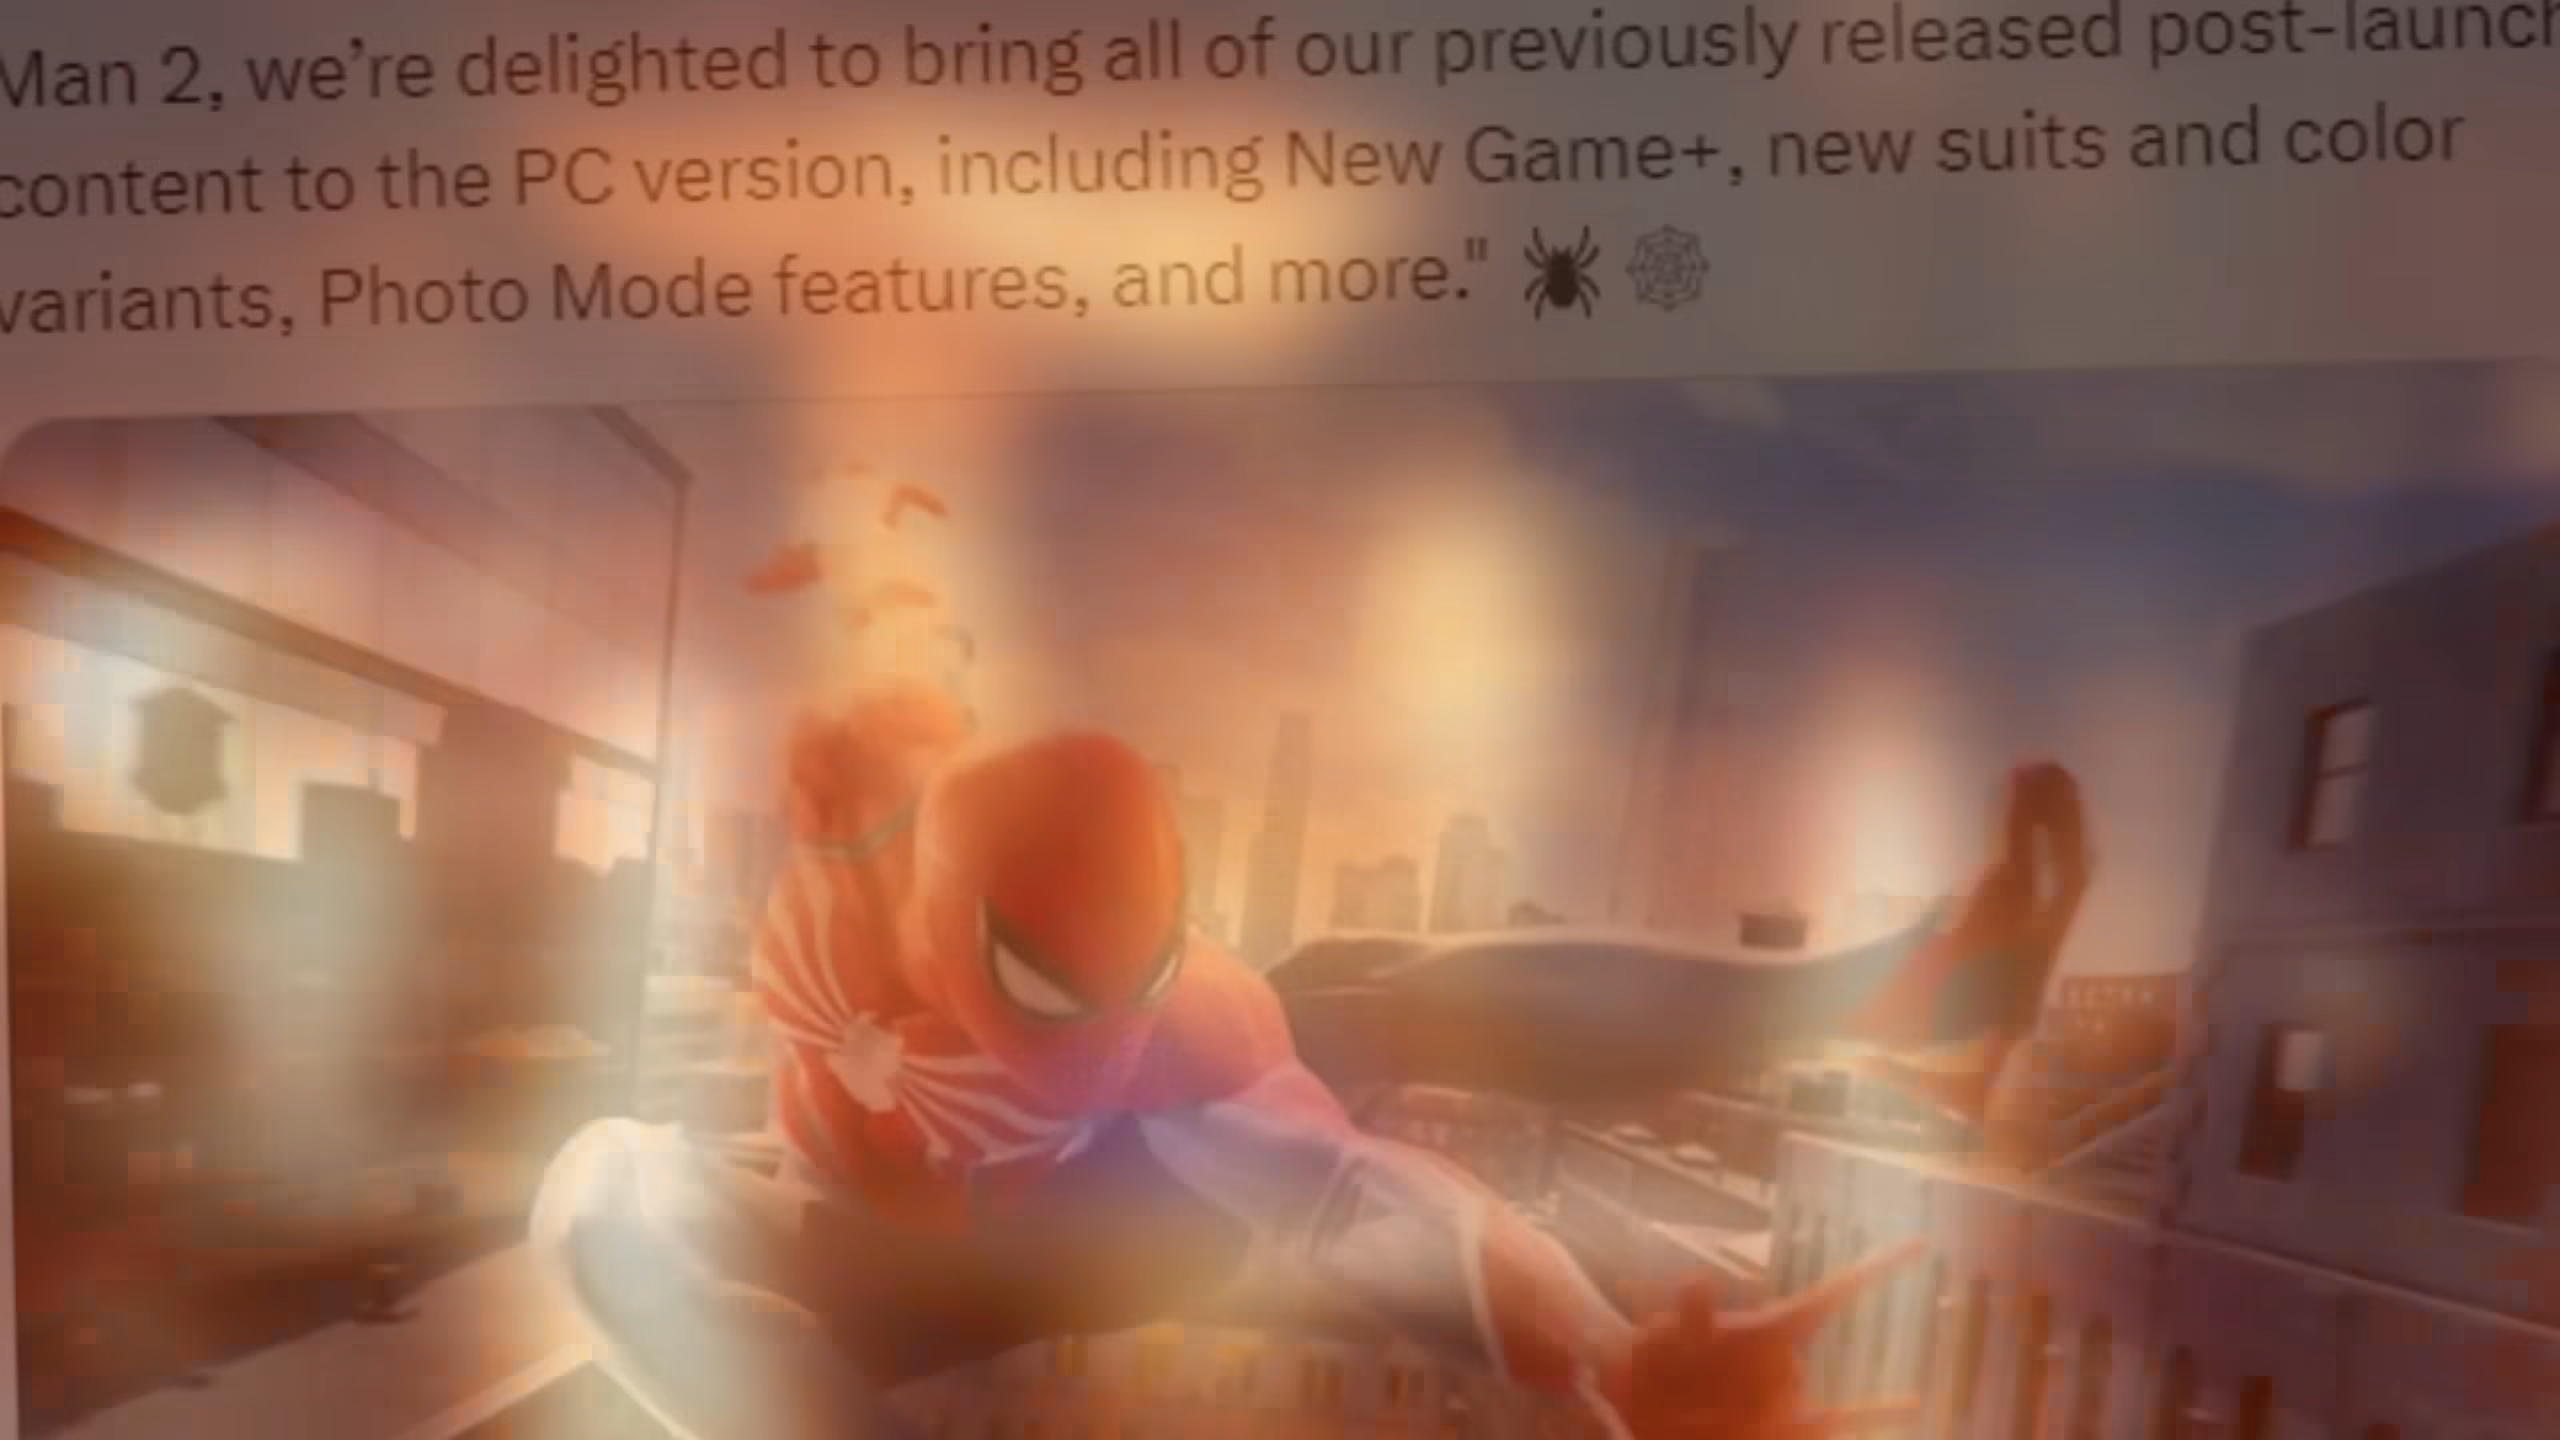 Man 2, we're delighted to bring all of our previously released post-launch
content to the PC version, including New Game+, new suits and color
variants, Photo Mode features, and more."